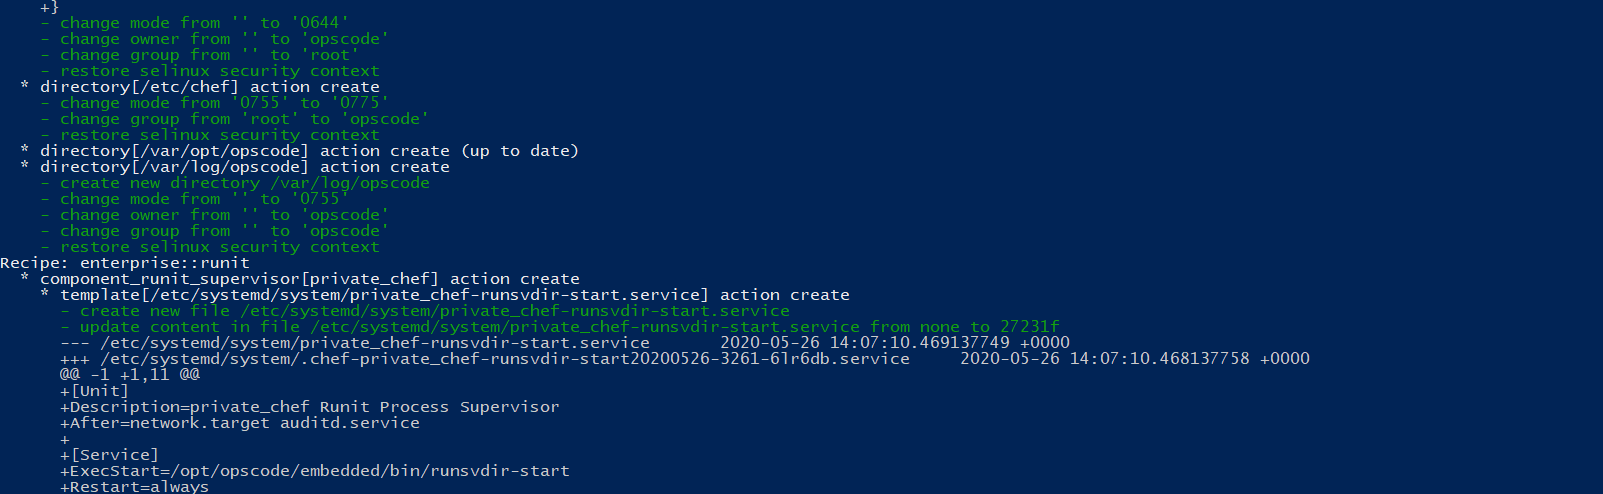 +}
- change mode from '' to '0644'
- change owner from '' to 'opscode'
- change group from '' to 'root'
- restore selinux security context
* directory[/etc/chef] action create
- change mode from '0755' to '0775'
- change group from 'root' to 'opscode'
- restore selinux security context
* directory[/var/opt/opscode] action create (up to date)
* directory[/var/log/opscode] action create
- create new directory /var/log/opscode
- change mode from '' to '0755'
- change owner from '' to 'opscode'
- change group from '' to 'opscode'
- restore selinux security context
Recipe: enterprise::runit
* component_runit_supervisor[private_chef] action create
* template[/etc/systemd/system/private_chef-runsvdir-start.service] action create
- create new file /etc/systemd/system/private_chef-runsvdir-start.service
- update content in file /etc/systemd/system/private_chef-runsvdir-start.service from none to 27231f
--- /etc/systemd/system/private_chef-runsvdir-start.service 2020-05-26 14:07:10.469137749 +0000
+++ /etc/systemd/system/.chef-private_chef-runsvdir-start20200526-3261-6lr6db.service 2020-05-26 14:07:10.468137758 +0000
@@ -1 +1,11 @@
+[Unit]
+Description=private_chef Runit Process Supervisor
+After=network.target auditd.service
+
+[Service]
+ExecStart=/opt/opscode/embedded/bin/runsvdir-start
+Restart=always